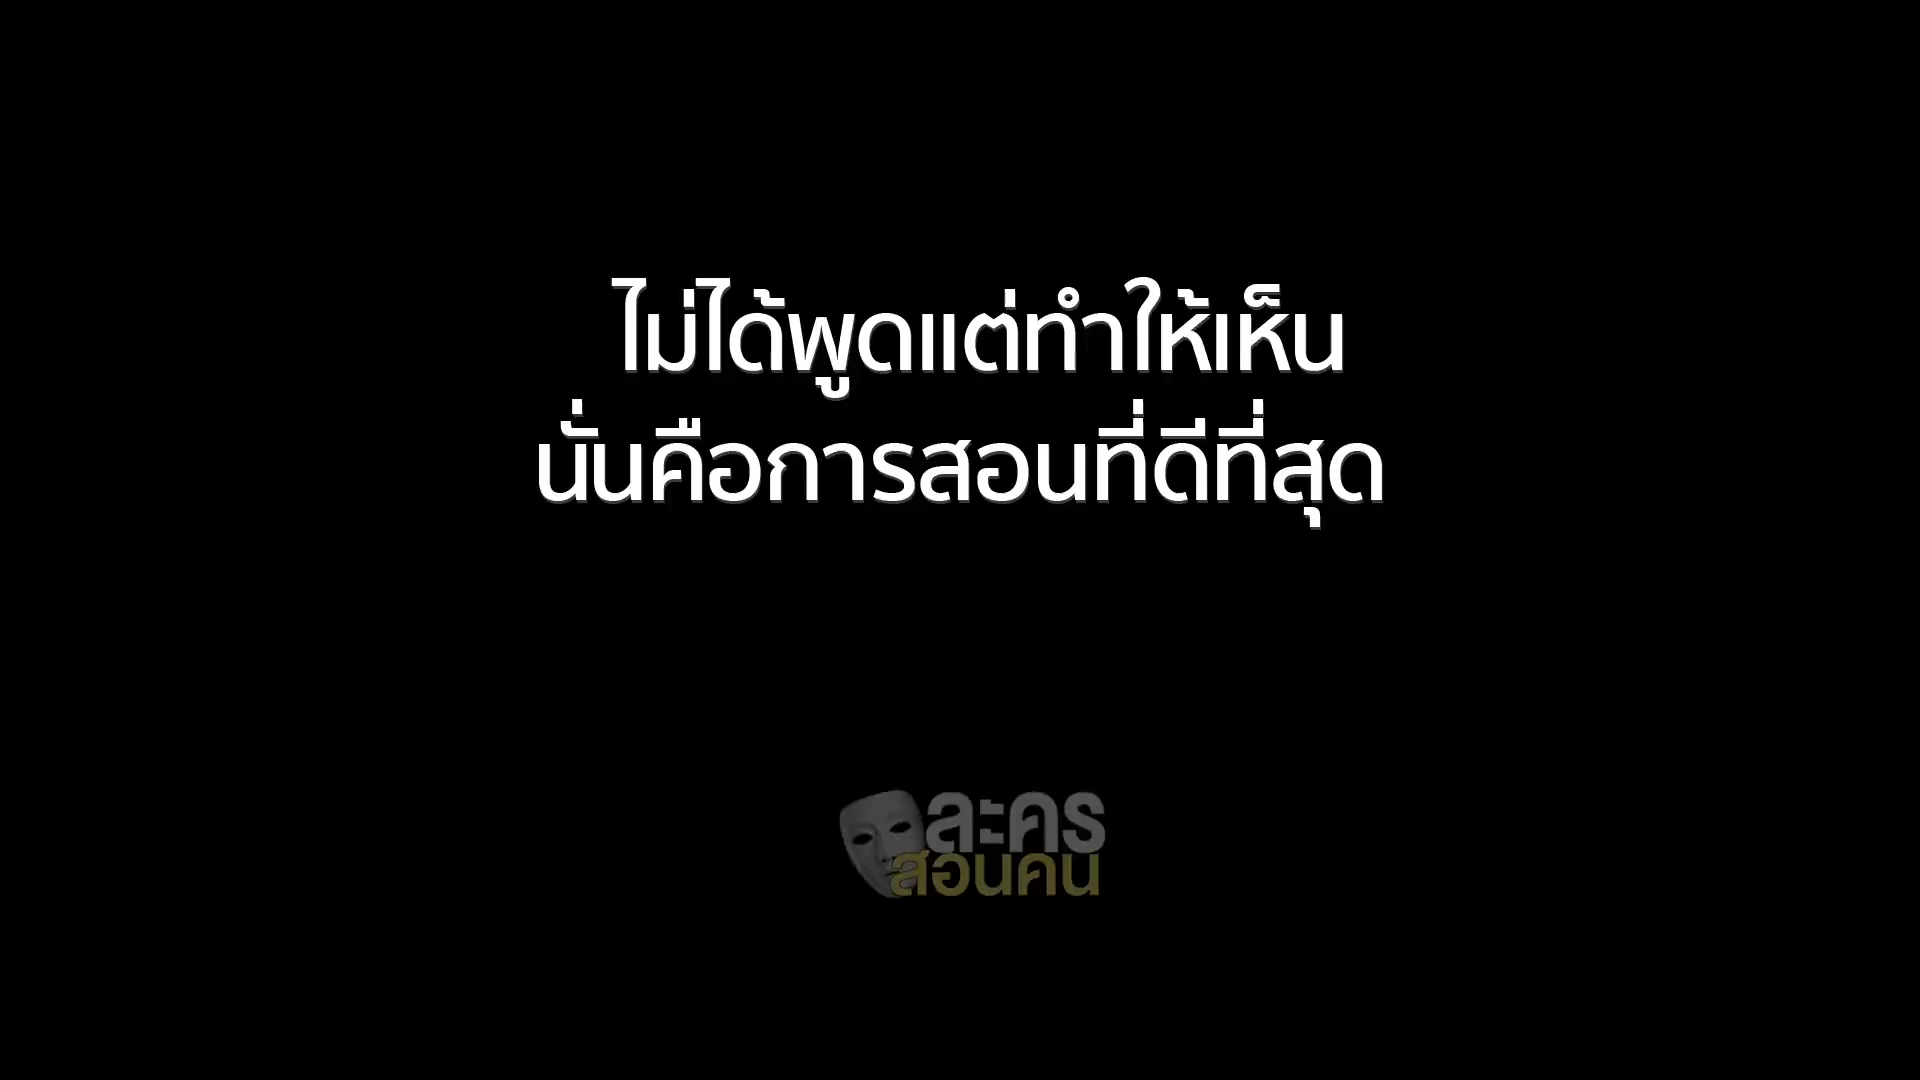 ไม่ได้พูดแต่ทำให้เห็น
นั่นคือการสอนที่ดีที่สุด
ละคร
สอนคน